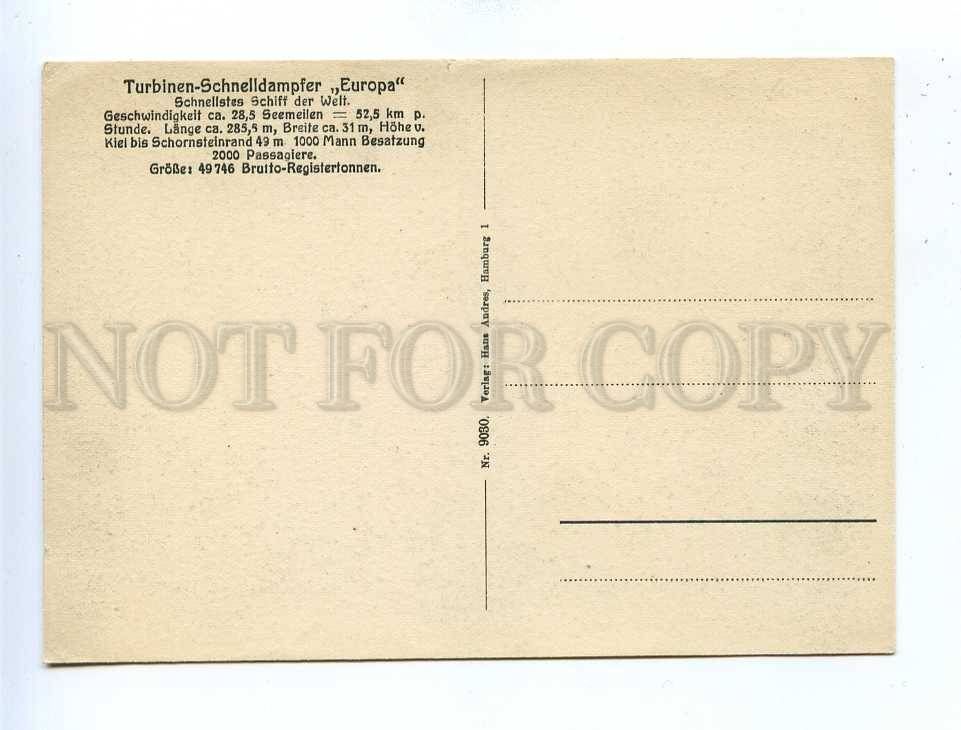 Turbinen-Schnelldampfer „Europa“
Schnellstes Schiff der Welt.
Geschwindigkeit ca. 28,5 Seemeilen = 52,5 km p.
Stunde. Länge ca. 285,5 m, Breite ca. 31 m, Höhe v.
Kiel bis Schornsteinrand 49 m 1000 Mann Besatzung
2000 Passagiere.
Größe: 49746 Brutto-Registertonnen.
Nr. 9030. Verlag: Hans Andres, Hamburg 1
NOT FOR COPY